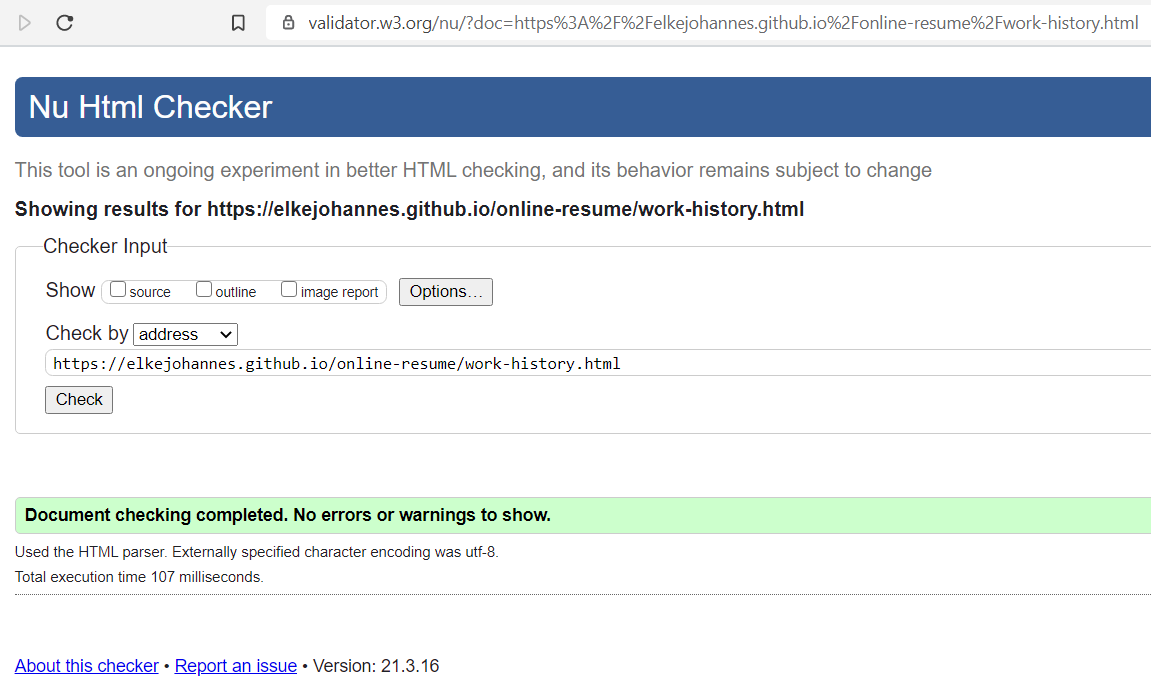 validator.w3.org/nu/?doc=https%3A%2F%2Felkejohannes.github.io%2Fonline-resume%2Fwork-history.html
Nu Html Checker
This tool is an ongoing experiment in better HTML checking, and its behavior remains subject to change
Showing results for https://elkejohannes.github.io/online-resume/work-history.html
Checker Input
Show source outline image report Options…
Check by address
https://elkejohannes.github.io/online-resume/work-history.html
Check
Document checking completed. No errors or warnings to show.
Used the HTML parser. Externally specified character encoding was utf-8.
Total execution time 107 milliseconds.
About this checker • Report an issue • Version: 21.3.16